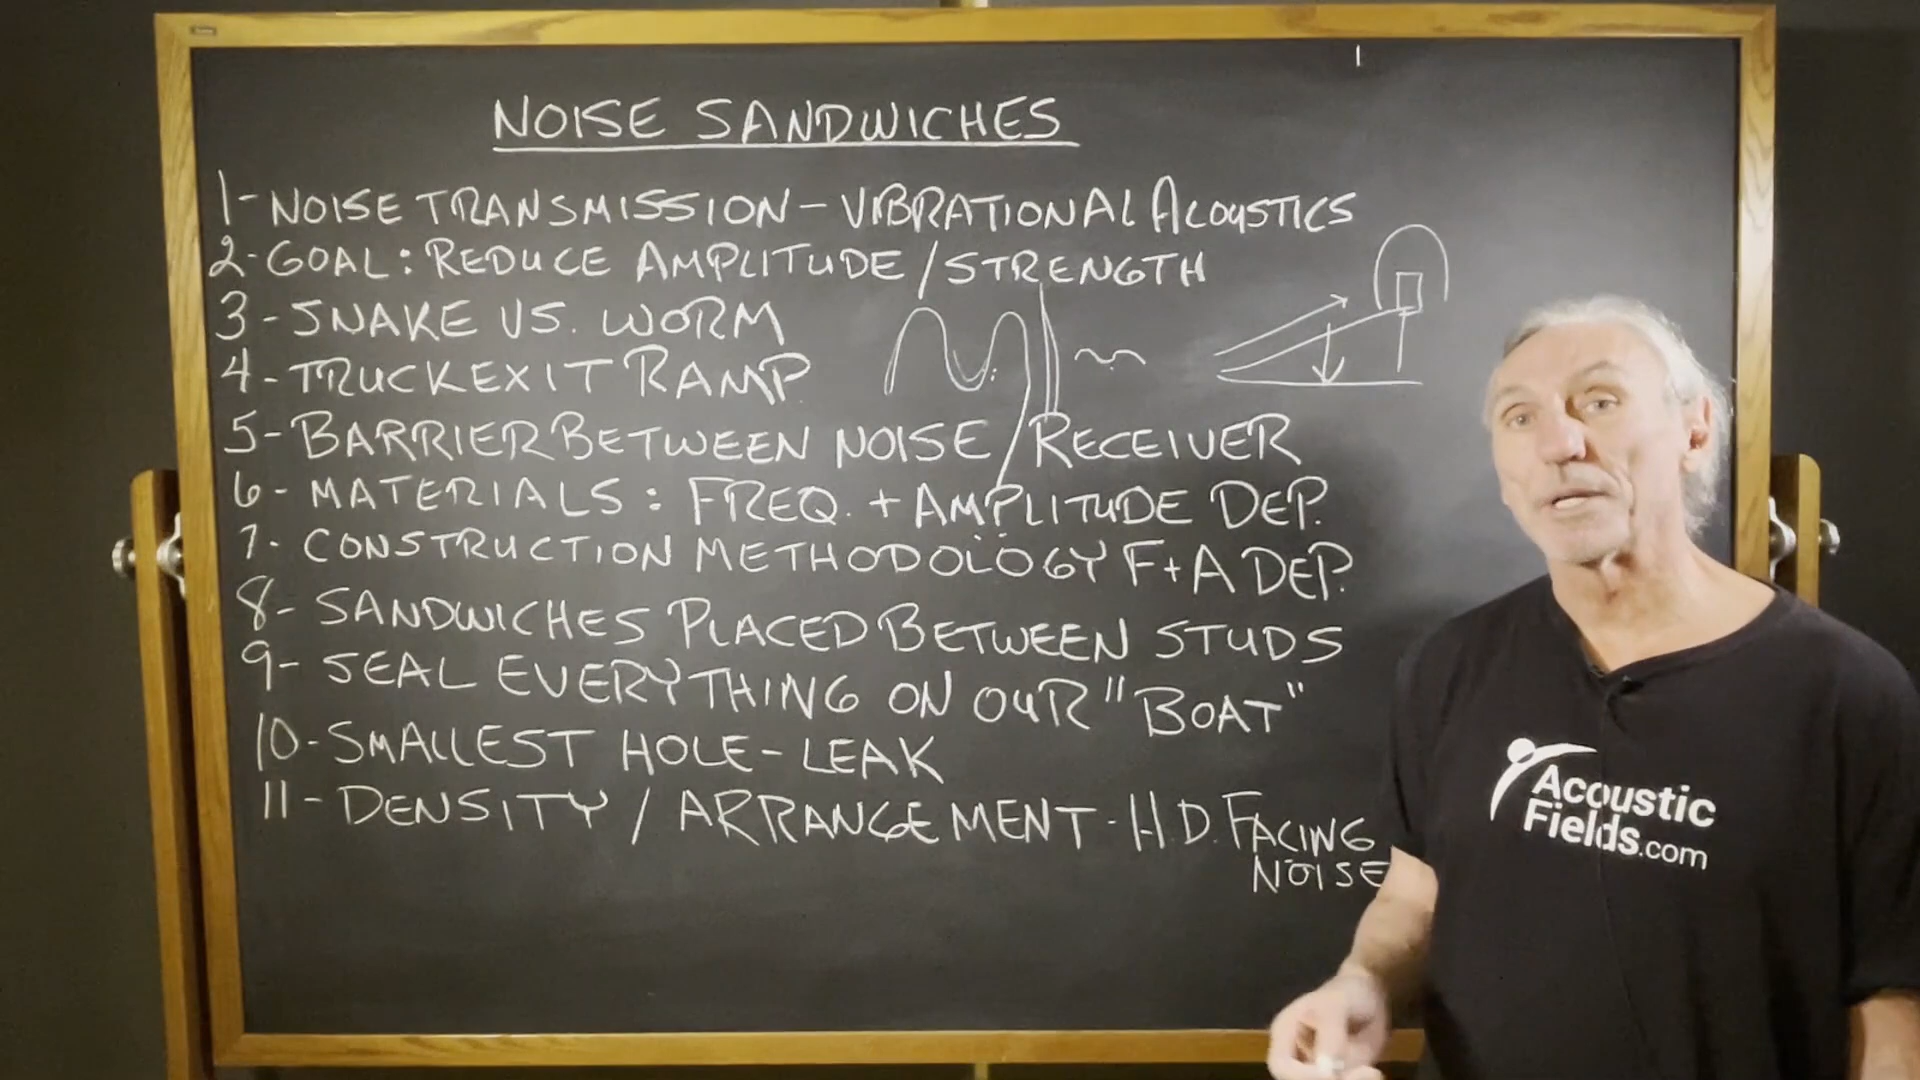 NOISE SANDWICHES
1-NOISE TRANSMISSION-VIBRATIONAL ACOUSTICS
2-GOAL: REDUCE AMPLITUDE/STRENGTH
3-SNAKE VS. WORM
4-TRUCK EXIT RAMP
5-BARRIER BETWEEN NOISE/RECEIVER
6-MATERIALS: FREQ. + AMPLITUDE DEP.
7-CONSTRUCTION METHODOLOGY F+A DEP.
8-SANDWICHES PLACED BETWEEN STUDS
9-SEAL EVERYTHING ON OUR "BOAT"
10-SMALLEST HOLE-LEAK
11-DENSITY/ARRANGEMENT-H.D. FACING
NOISE
Acoustic
Fields.com